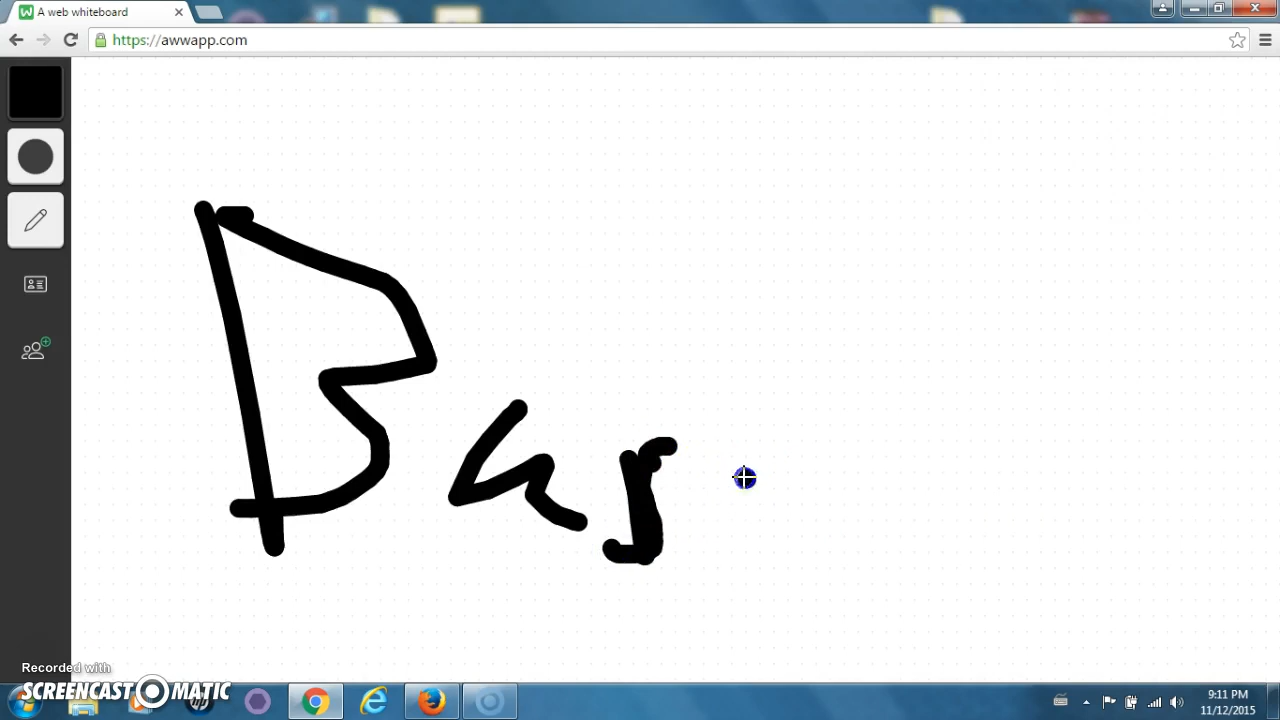 A web whiteboard
https://awwapp.com
Bus
Recorded with
SCREENCAST MATIC
9:11 PM
11/12/2015